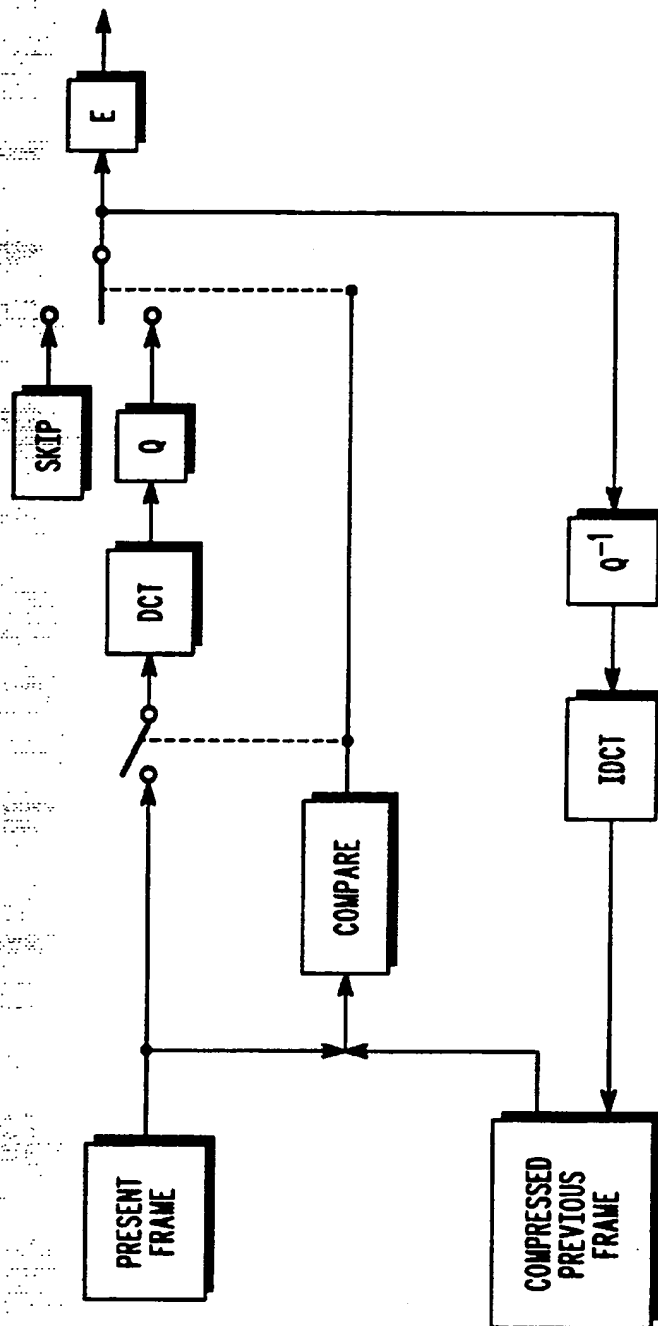 PRESENT
FRAME
COMPARE
DCT
Q
SKIP
E
COMPRESSED
PREVIOUS
FRAME
IDCT
Q⁻¹